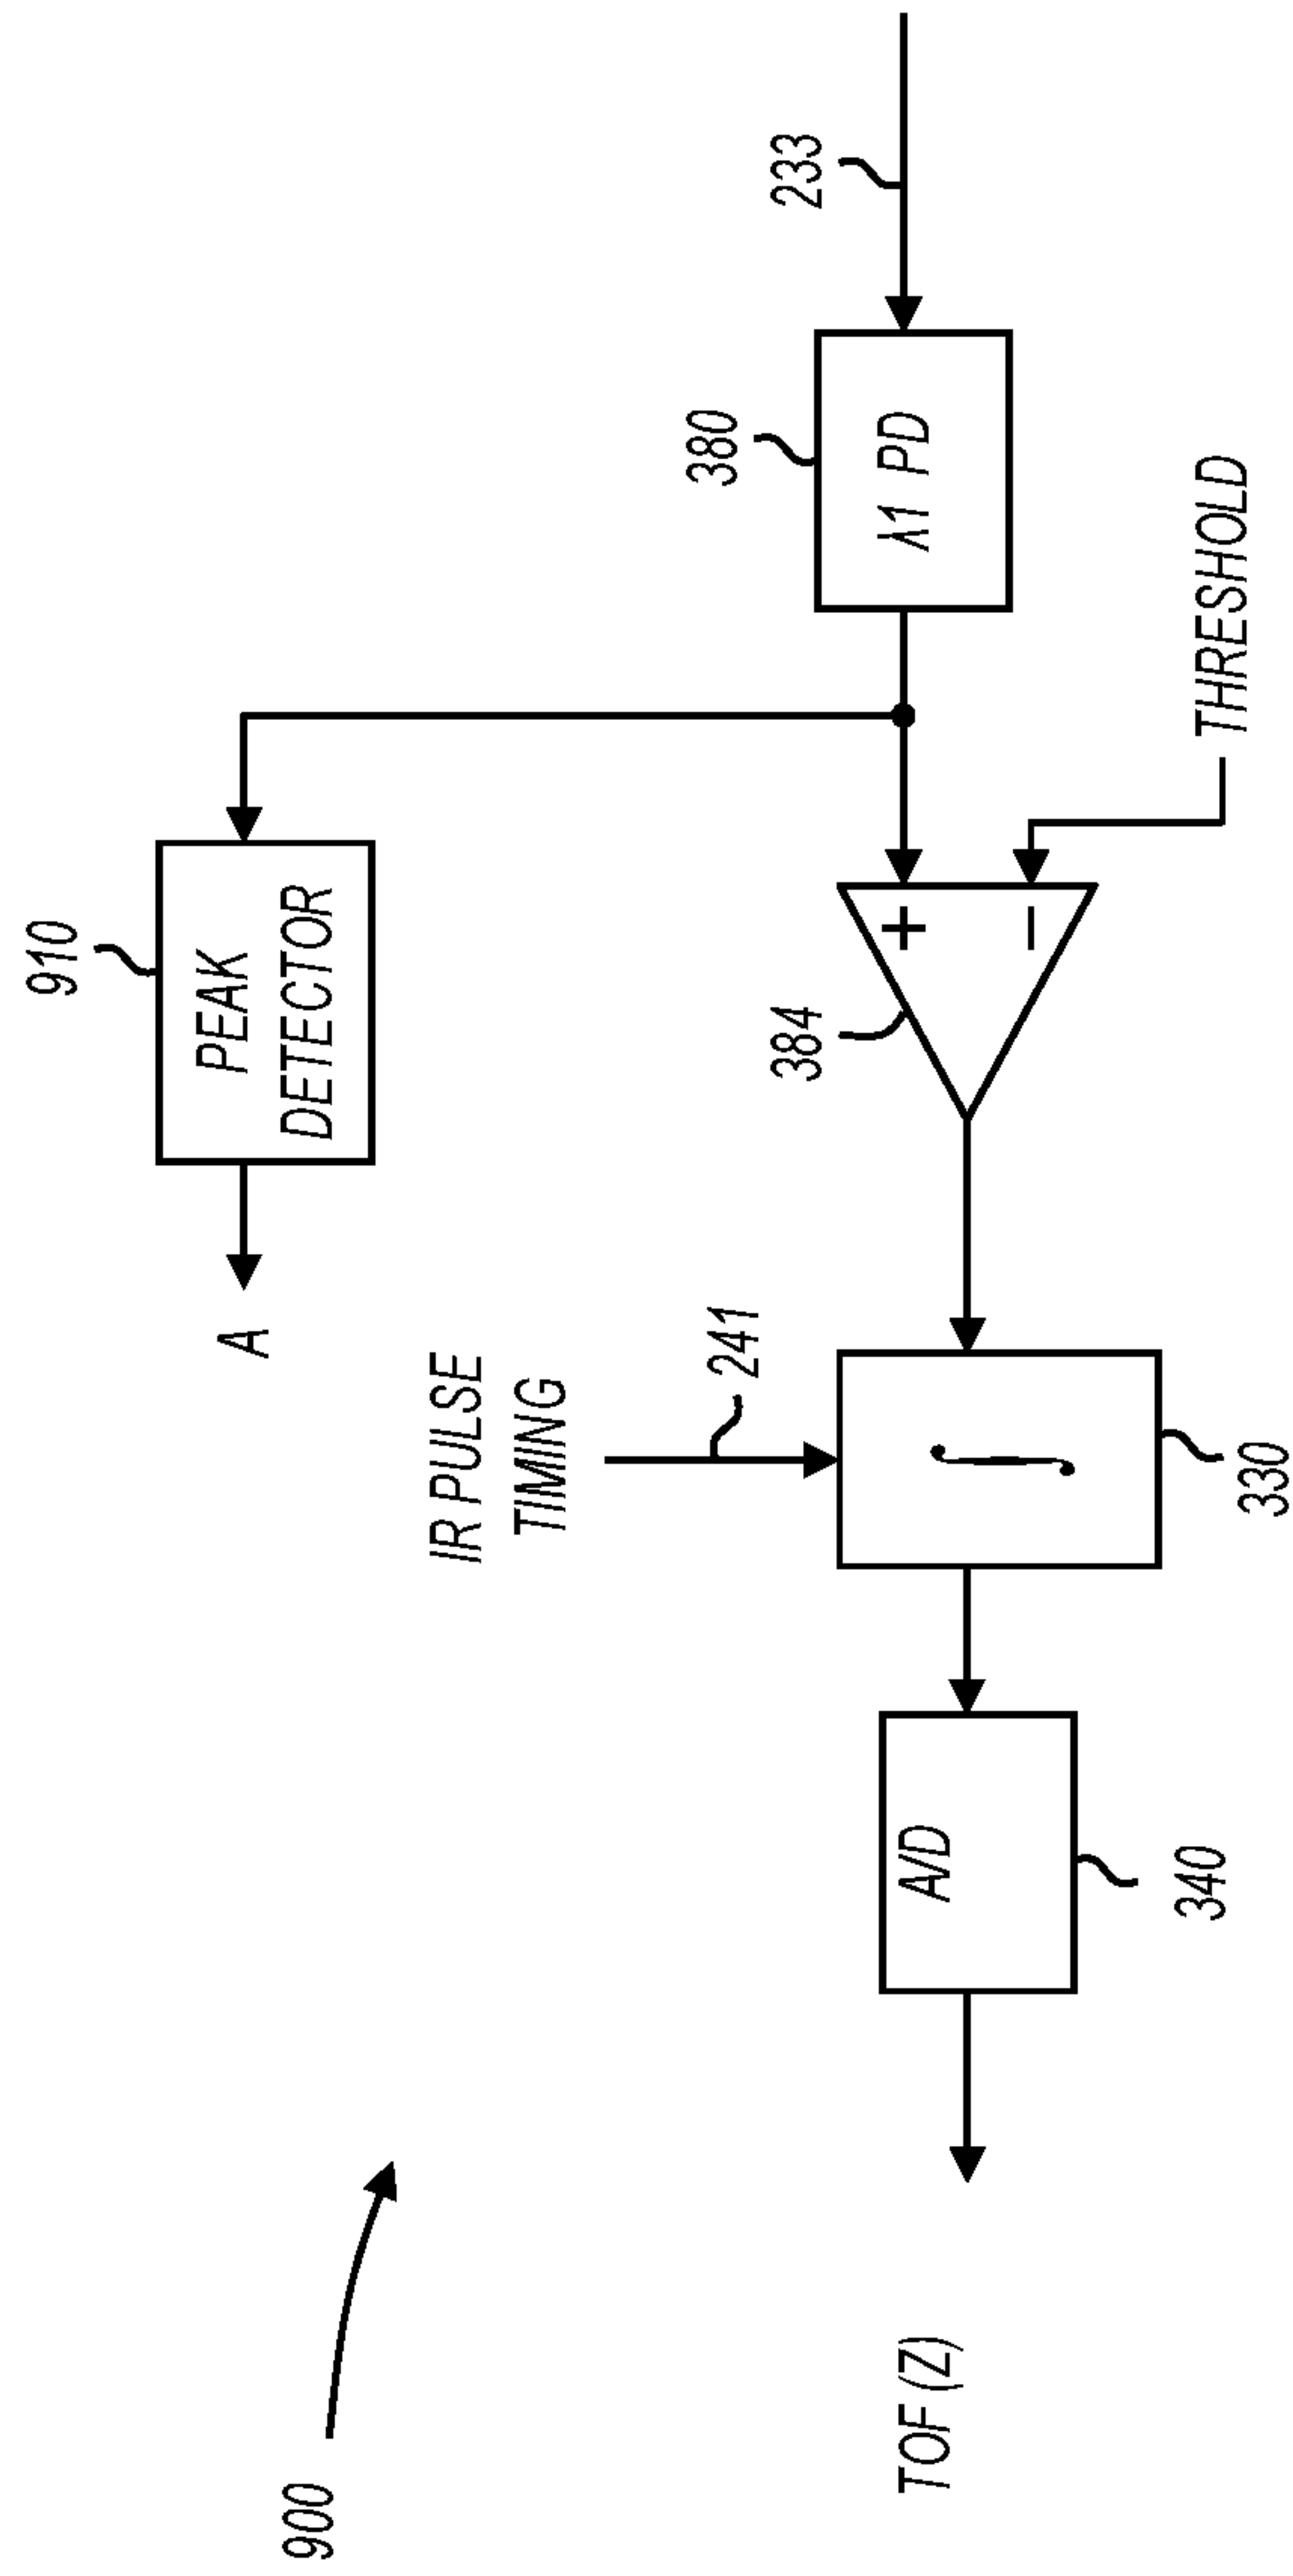 910
PEAK
DETECTOR
A
900
IR PULSE
TIMING
241
380
233
384
TOF (Z)
A/D
∫
+
−
λ1 PD
340
330
THRESHOLD